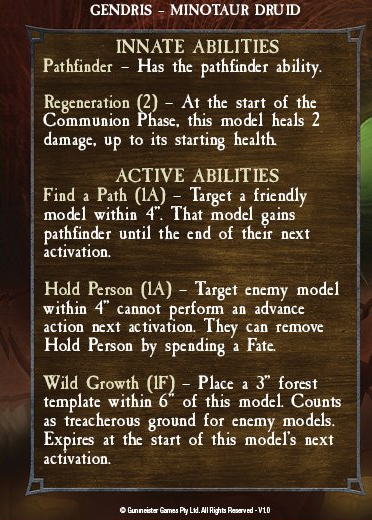 GENDRIS – MINOTAUR DRUID
INNATE ABILITIES
Pathfinder – Has the pathfinder ability.
Regeneration (2) – At the start of the
Communion Phase, this model heals 2
damage, up to its starting health.
ACTIVE ABILITIES
Find a Path (1A) – Target a friendly
model within 4”. That model gains
pathfinder until the end of their next
activation.
Hold Person (1A) – Target enemy model
within 4” cannot perform an advance
action next activation. They can remove
Hold Person by spending a Fate.
Wild Growth (1F) – Place a 3” forest
template within 6” of this model. Counts
as treacherous ground for enemy models.
Expires at the start of this model's next
activation.
© Gunmeister Games Pty Ltd. All Rights Reserved - V1.0